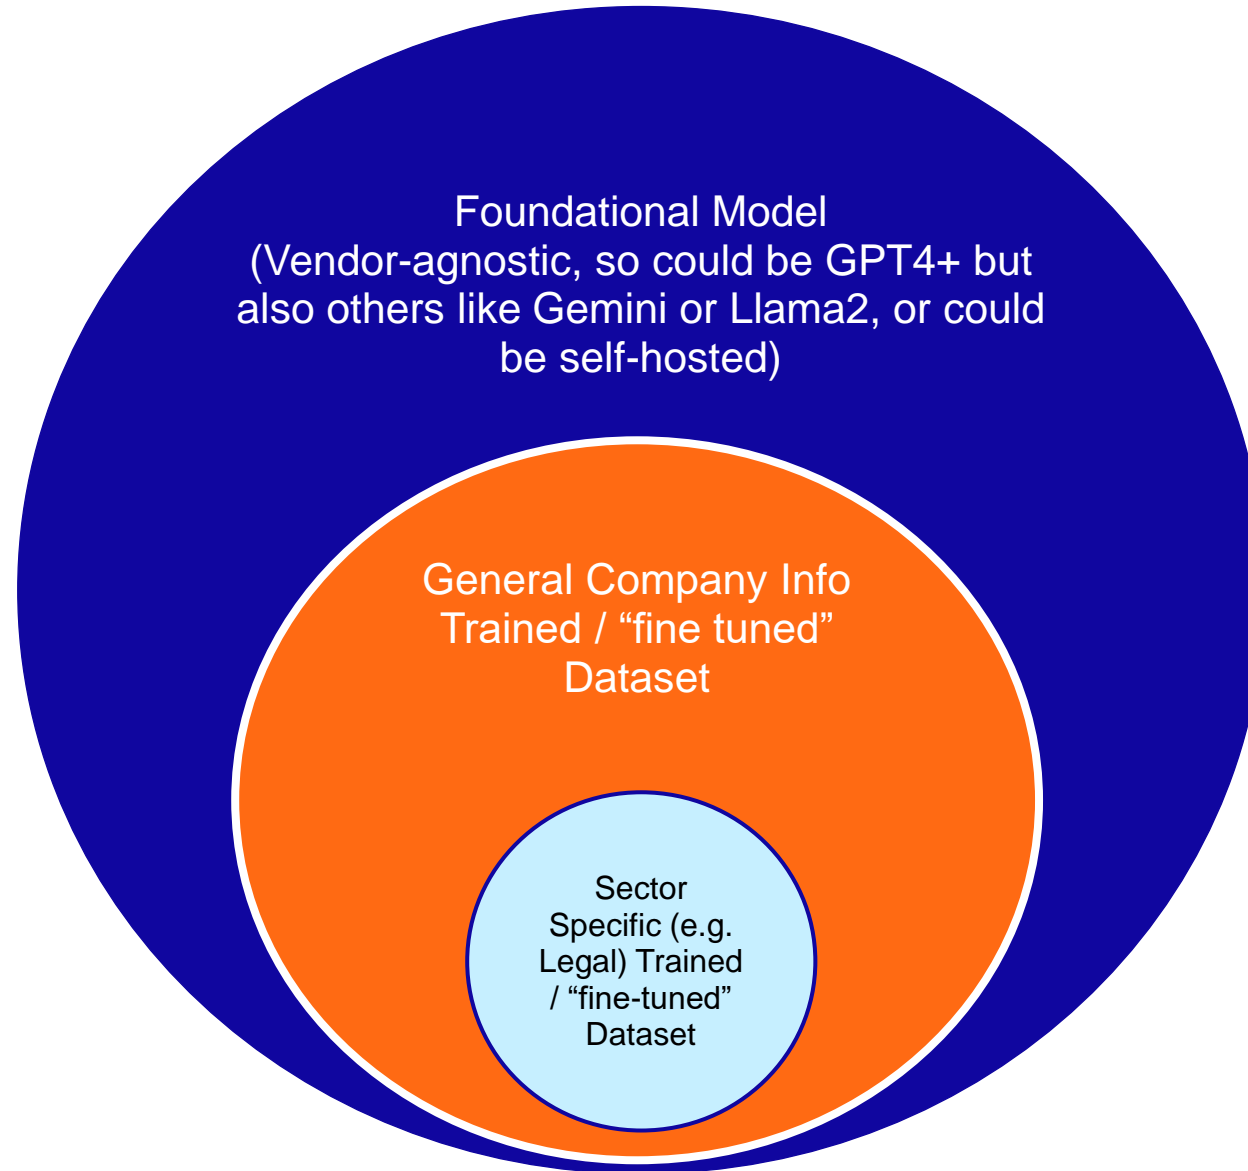 Foundational Model
(Vendor-agnostic, so could be GPT4+ but
also others like Gemini or Llama2, or could
be self-hosted)
General Company Info
Trained / “fine tuned”
Dataset
Sector
Specific (e.g.
Legal) Trained
/ “fine-tuned”
Dataset